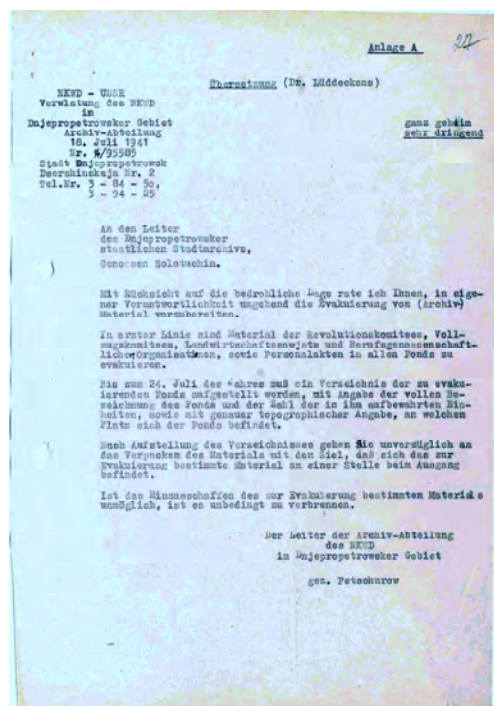 Anlage A
27
Übersetzung (Dr. Lüddeckens)
NKWD - USSR
Verwlatung des NKWD
im
Dnjepropetrowsker Gebiet
Archiv-Abteilung
18. Juli 1941
Nr. 4/95585
Stadt Dnjepropetrowsk
Dsershinskaja Nr. 2
Tel.Nr. 3 - 84 - 50,
3 - 94 - 25
ganz geheim
sehr dringend
An den Leiter
des Dnjepropetrowsker
staatlichen Stadtarchivs,
Genossen Solotuchin.
Mit Rücksicht auf die bedrohliche Lage rate ich Ihnen, in eige-
ner Verantwortlichkeit umgehend die Evakuierung von (Archiv)
Material vorzubereiten.
In erster Linie sind Material der Revolutionskomitees, Voll-
zugskomitees, Landwirtschaftssowjets und Berufsgenossenschaft-
lichen Organisationen, sowie Personalakten in allen Fonds zu
evakuieren.
Bis zum 24. Juli des Jahres muß ein Verzeichnis der zu evaku-
ierenden Fonds aufgestellt werden, mit Angabe der vollen Be-
zeichnung des Fonds und der Zahl der in ihm aufbewahrten Ein-
heiten, sowie mit genauer topographischer Angabe, an welchem
Platz sich der Fonds befindet.
Nach Aufstellung des Verzeichnisses gehen Sie unverzüglich an
das Verpacken des Materials mit dem Ziel, daß sich das zur
Evakuierung bestimmte Material an einer Stelle beim Ausgang
befindet.
Ist das Hinausschaffen des zur Evakuierung bestimmten Materials
unmöglich, ist es unbedingt zu verbrennen.
Der Leiter der Archiv-Abteilung
des NKWD
im Dnjepropetrowsker Gebiet
gez. Petschurow